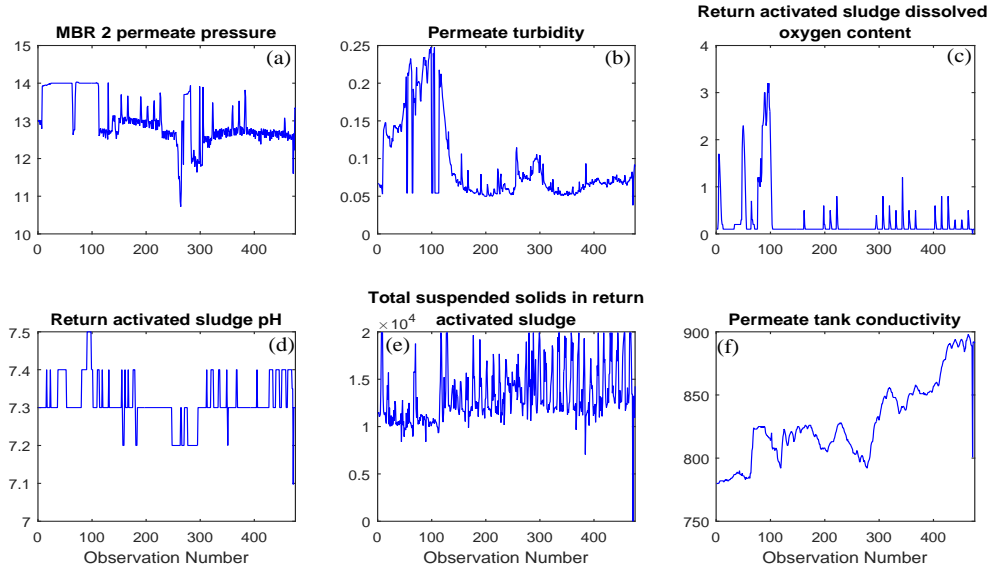 MBR 2 permeate pressure
(a)
15
14
13
12
11
10
0 100 200 300 400
Permeate turbidity
(b)
0.25
0.2
0.15
0.1
0.05
0
0 100 200 300 400
Return activated sludge dissolved
oxygen content
(c)
4
3
2
1
0
0 100 200 300 400
Return activated sludge pH
(d)
7.5
7.4
7.3
7.2
7.1
7
0 100 200 300 400
Observation Number
Total suspended solids in return
activated sludge
× 10^4
(e)
2
1.5
1
0.5
0
0 100 200 300 400
Observation Number
Permeate tank conductivity
(f)
900
850
800
750
0 100 200 300 400
Observation Number